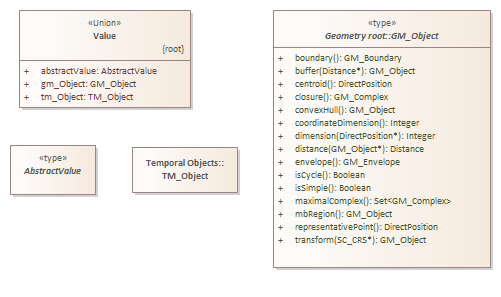 «Union»
Value
{root}
+ abstractValue: AbstractValue
+ gm_Object: GM_Object
+ tm_Object: TM_Object
«type»
AbstractValue
Temporal Objects::
TM_Object
«type»
Geometry root::GM_Object
+ boundary(): GM_Boundary
+ buffer(Distance*): GM_Object
+ centroid(): DirectPosition
+ closure(): GM_Complex
+ convexHull(): GM_Object
+ coordinateDimension(): Integer
+ dimension(DirectPosition*): Integer
+ distance(GM_Object*): Distance
+ envelope(): GM_Envelope
+ isCycle(): Boolean
+ isSimple(): Boolean
+ maximalComplex(): Set<GM_Complex>
+ mbRegion(): GM_Object
+ representativePoint(): DirectPosition
+ transform(SC_CRS*): GM_Object